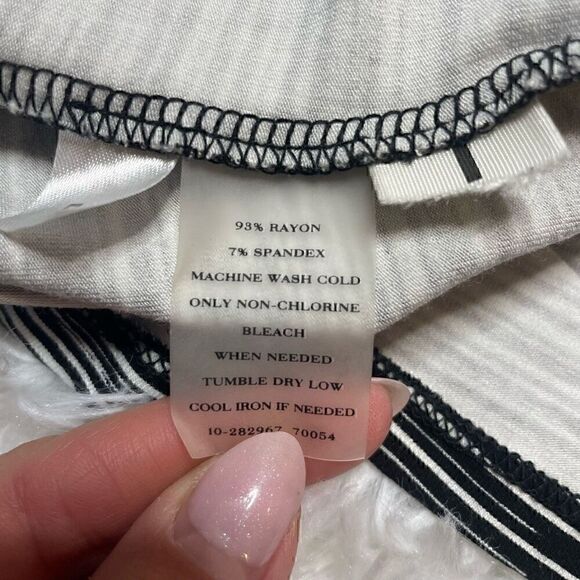 93% RAYON
7% SPANDEX
MACHINE WASH COLD
ONLY NON-CHLORINE
BLEACH
WHEN NEEDED
TUMBLE DRY LOW
COOL IRON IF NEEDED
10-282967 70054